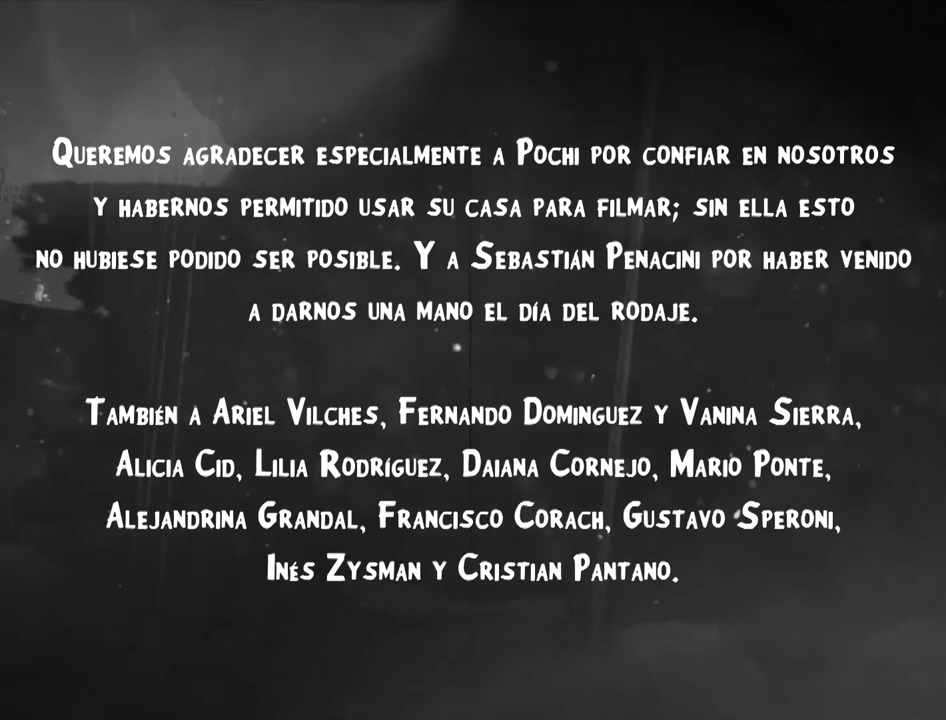 Queremos agradecer especialmente a Pochi por confiar en nosotros
y habernos permitido usar su casa para filmar; sin ella esto
no hubiese podido ser posible. Y a Sebastián Penacini por haber venido
a darnos una mano el día del rodaje.
También a Ariel Vilches, Fernando Dominguez y Vanina Sierra,
Alicia Cid, Lilia Rodríguez, Daiana Cornejo, Mario Ponte,
Alejandrina Grandal, Francisco Corach, Gustavo Speroni,
Inés Zysman y Cristian Pantano.